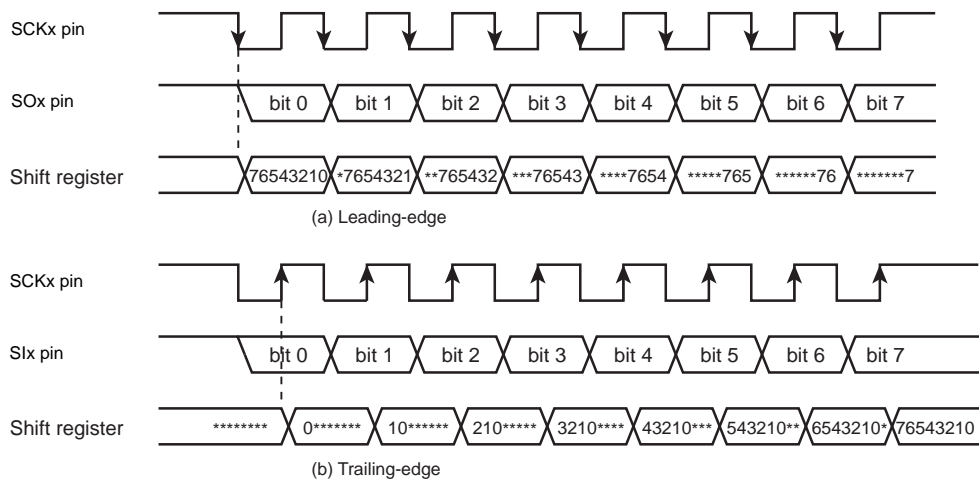 SCKx pin
SOx pin bit 0 bit 1 bit 2 bit 3 bit 4 bit 5 bit 6 bit 7
Shift register 76543210 *7654321 **765432 ***76543 ****7654 *****765 ******76 *******7
(a) Leading-edge
SCKx pin
SIx pin bit 0 bit 1 bit 2 bit 3 bit 4 bit 5 bit 6 bit 7
Shift register ******** 0******* 10****** 210***** 3210**** 43210*** 543210** 6543210* 76543210
(b) Trailing-edge